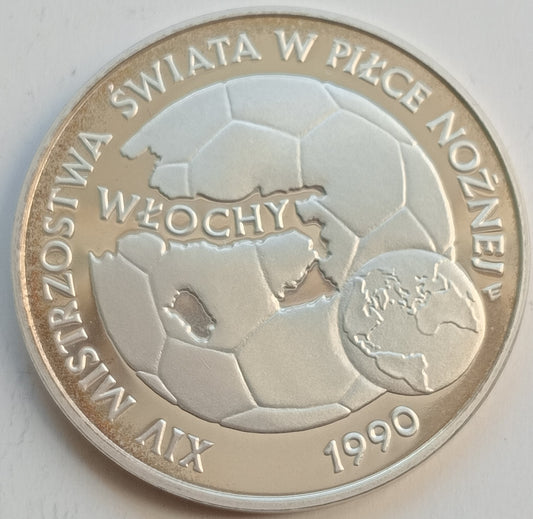 XIV MISTRZOSTWA ŚWIATA W PIŁCE NOŻNEJ
WŁOCHY
1990